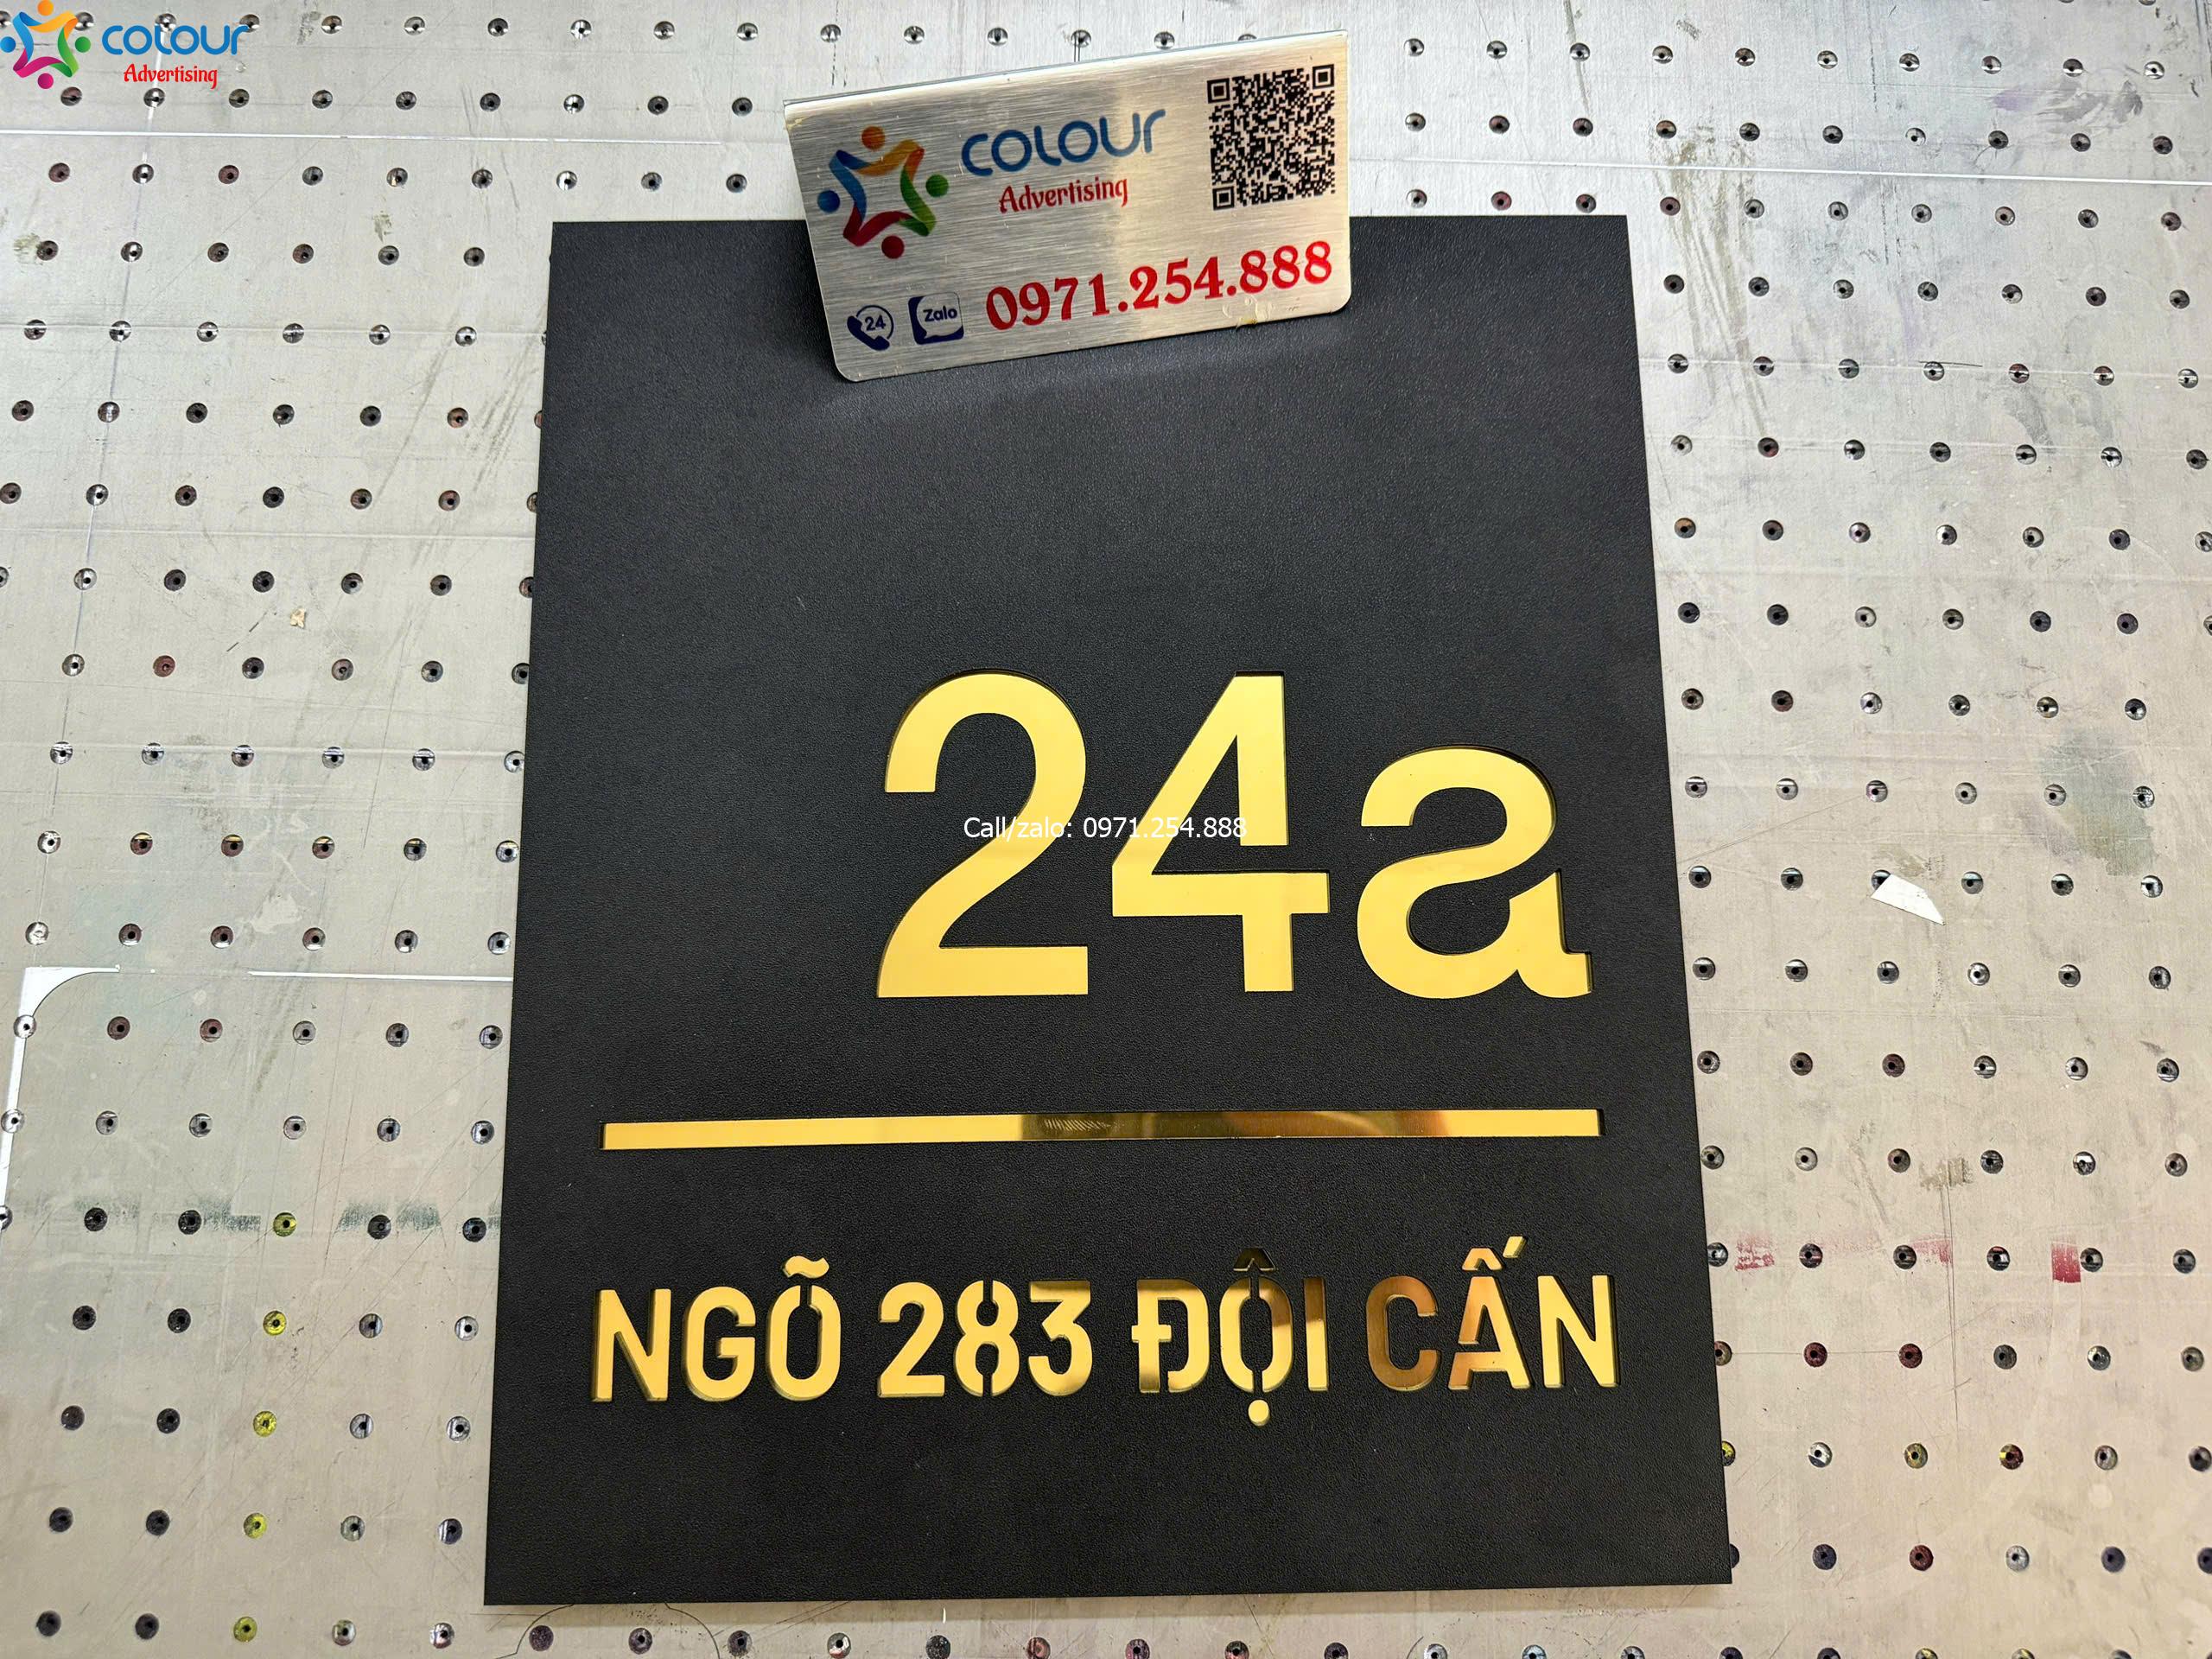 COLOUR
Advertising
COLOUR
Advertising
24
Zalo
0971.254.888
24a
Call/zalo: 0971.254.888
NGÕ 283 ĐỘI CẤN